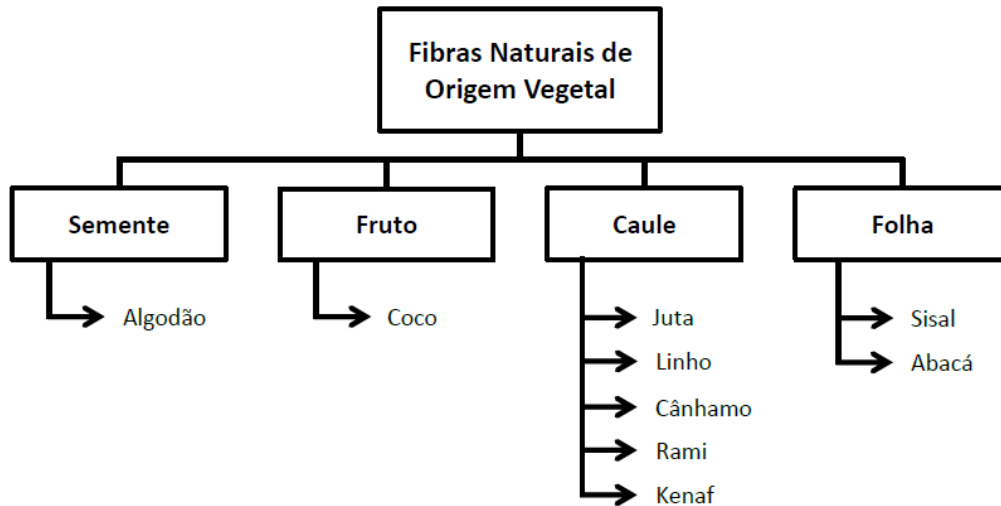 Fibras Naturais de
Origem Vegetal
Semente
Fruto
Caule
Folha
Algodão
Coco
Juta
Linho
Cânhamo
Rami
Kenaf
Sisal
Abacá